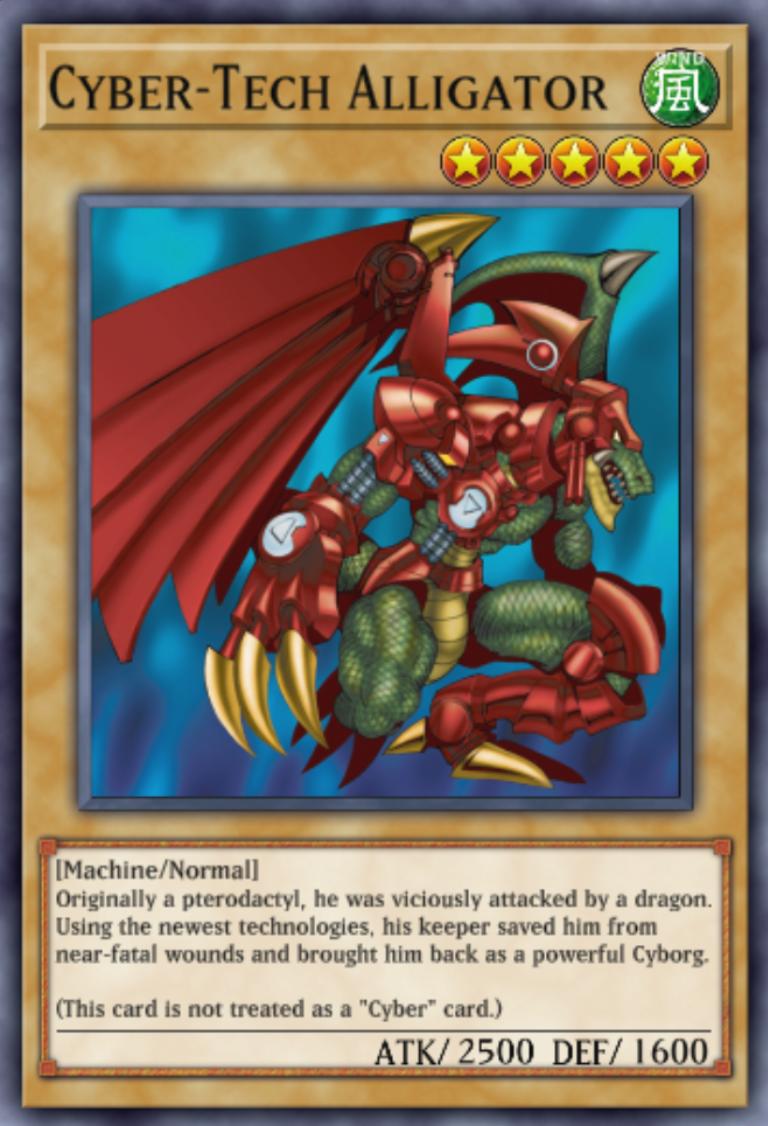 CYBER-TECH ALLIGATOR
WIND
風
[Machine/Normal]
Originally a pterodactyl, he was viciously attacked by a dragon.
Using the newest technologies, his keeper saved him from
near-fatal wounds and brought him back as a powerful Cyborg.
(This card is not treated as a "Cyber" card.)
ATK/ 2500 DEF/ 1600